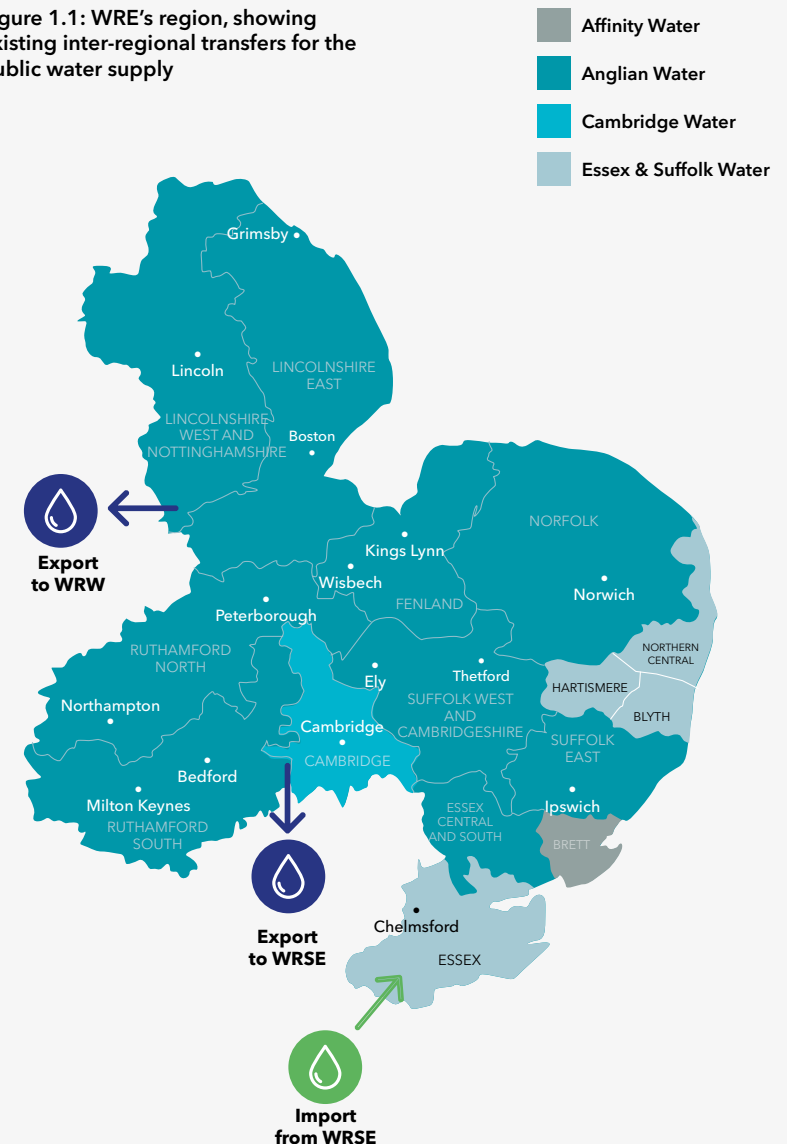 gure 1.1: WRE's region, showing
xisting inter-regional transfers for the
ublic water supply
Affinity Water
Anglian Water
Cambridge Water
Essex & Suffolk Water
Grimsby
Lincoln
LINCOLNSHIRE
EAST
LINCOLNSHIRE
WEST AND
NOTTINGHAMSHIRE
Boston
Export
to WRW
NORFOLK
Kings Lynn
Wisbech
Norwich
FENLAND
Peterborough
RUTHAMFORD
NORTH
NORTHERN
CENTRAL
Ely
Thetford
HARTISMERE
BLYTH
SUFFOLK WEST
AND
CAMBRIDGESHIRE
Northampton
Cambridge
CAMBRIDGE
SUFFOLK
EAST
Bedford
Milton Keynes
RUTHAMFORD
SOUTH
ESSEX
CENTRAL
AND SOUTH
Ipswich
BRETT
Export
to WRSE
Chelmsford
ESSEX
Import
from WRSE